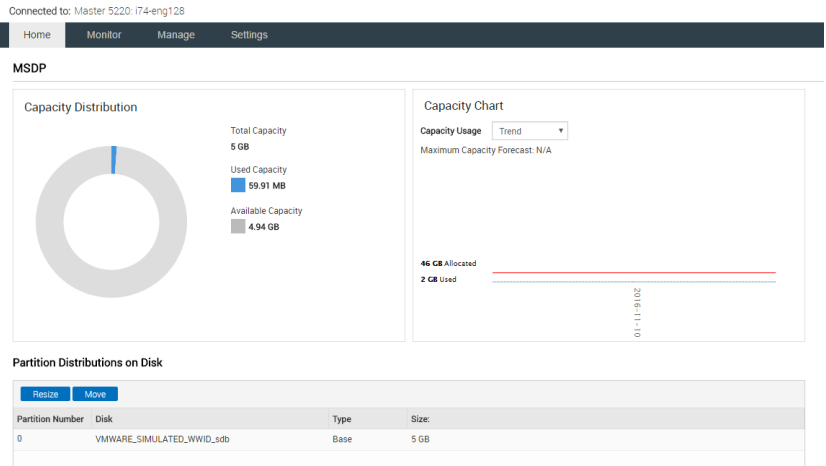 Connected to: Master 5220: i74-eng128
Home Monitor Manage Settings
MSDP
Capacity Distribution
Total Capacity
5 GB
Used Capacity
59.91 MB
Available Capacity
4.94 GB
Capacity Chart
Capacity Usage Trend
Maximum Capacity Forecast: N/A
46 GB Allocated
2 GB Used
2016-11-10
Partition Distributions on Disk
Resize Move
Partition Number Disk Type Size:
0 VMWARE_SIMULATED_WWID_sdb Base 5 GB